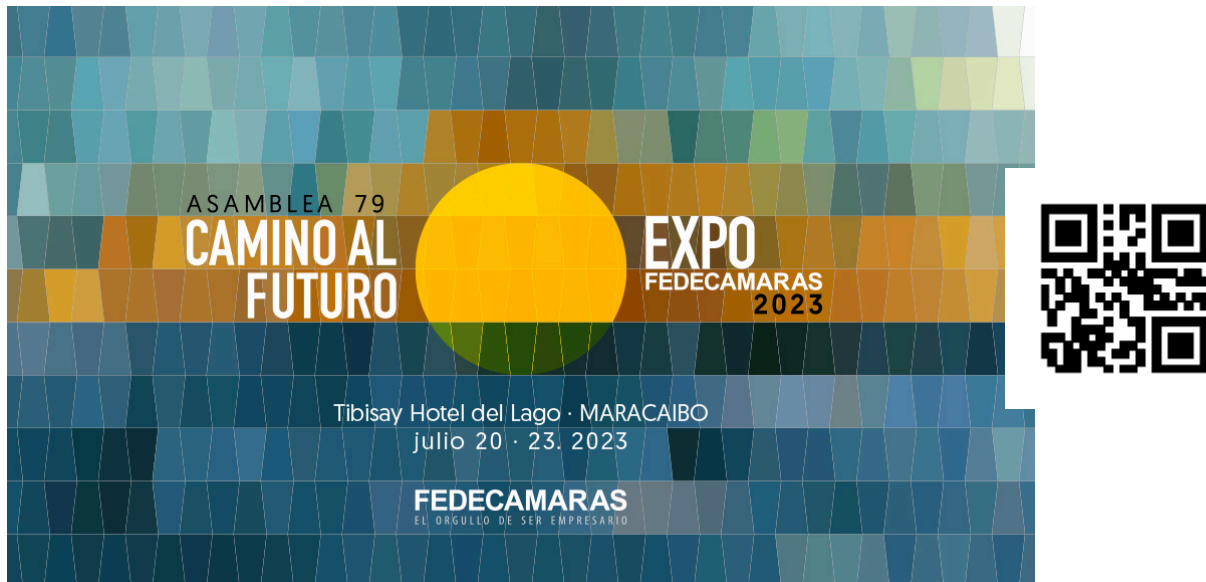 ASAMBLEA 79
CAMINO AL
FUTURO
EXPO
FEDECAMARAS
2023
Tibisay Hotel del Lago · MARACAIBO
julio 20 · 23. 2023
FEDECAMARAS
EL ORGULLO DE SER EMPRESARIO